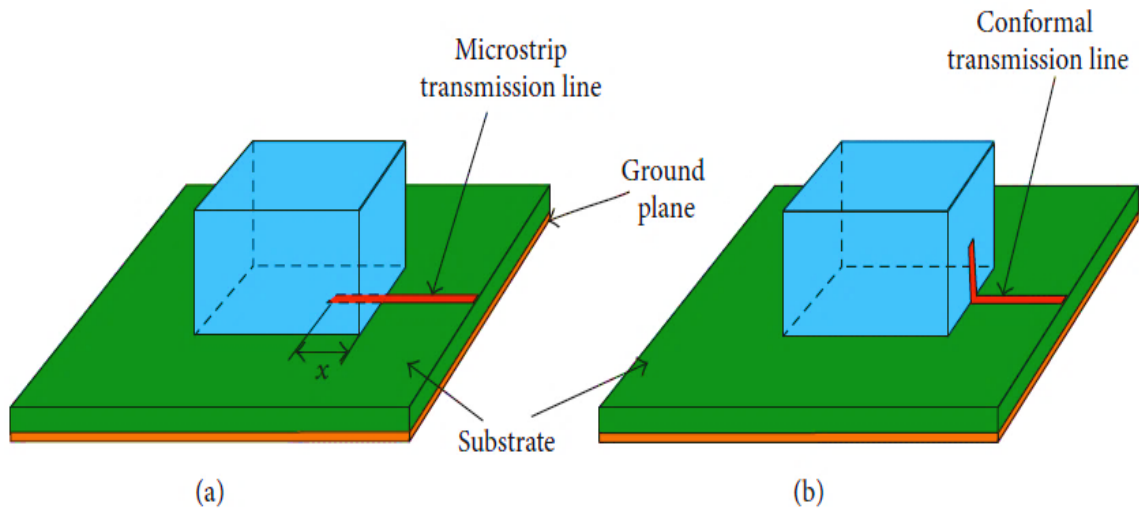 Microstrip
transmission line
Ground
plane
x
Substrate
(a)
Conformal
transmission line
(b)